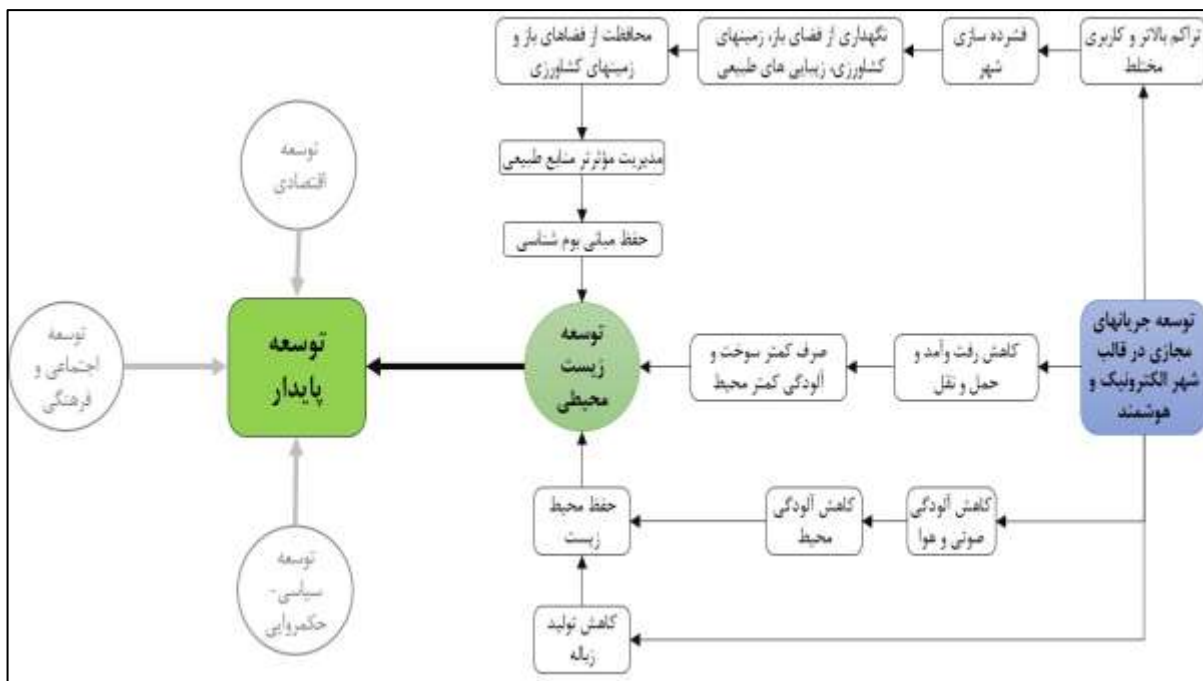 تراکم بالاتر و کاربری
مختلط
فشرده سازی
شهر
نگهداری از فضای باز، زمینهای
کشاورزی، زیبایی های طبیعی
محافظت از فضاهای باز و
زمینهای کشاورزی
مدیریت مؤثرتر منابع طبیعی
حفظ مبانی بوم شناسی
توسعه جریانهای
مجازی در قالب
شهر الکترونیک و
هوشمند
کاهش رفت وآمد و
حمل و نقل
صرف کمتر سوخت و
آلودگی کمتر محیط
توسعه
زیست
محیطی
کاهش آلودگی
صوتی و هوا
کاهش آلودگی
محیط
حفظ محیط
زیست
کاهش تولید
زباله
توسعه
پایدار
توسعه
اقتصادی
توسعه
اجتماعی و
فرهنگی
توسعه
سیاسی-
حکمروایی